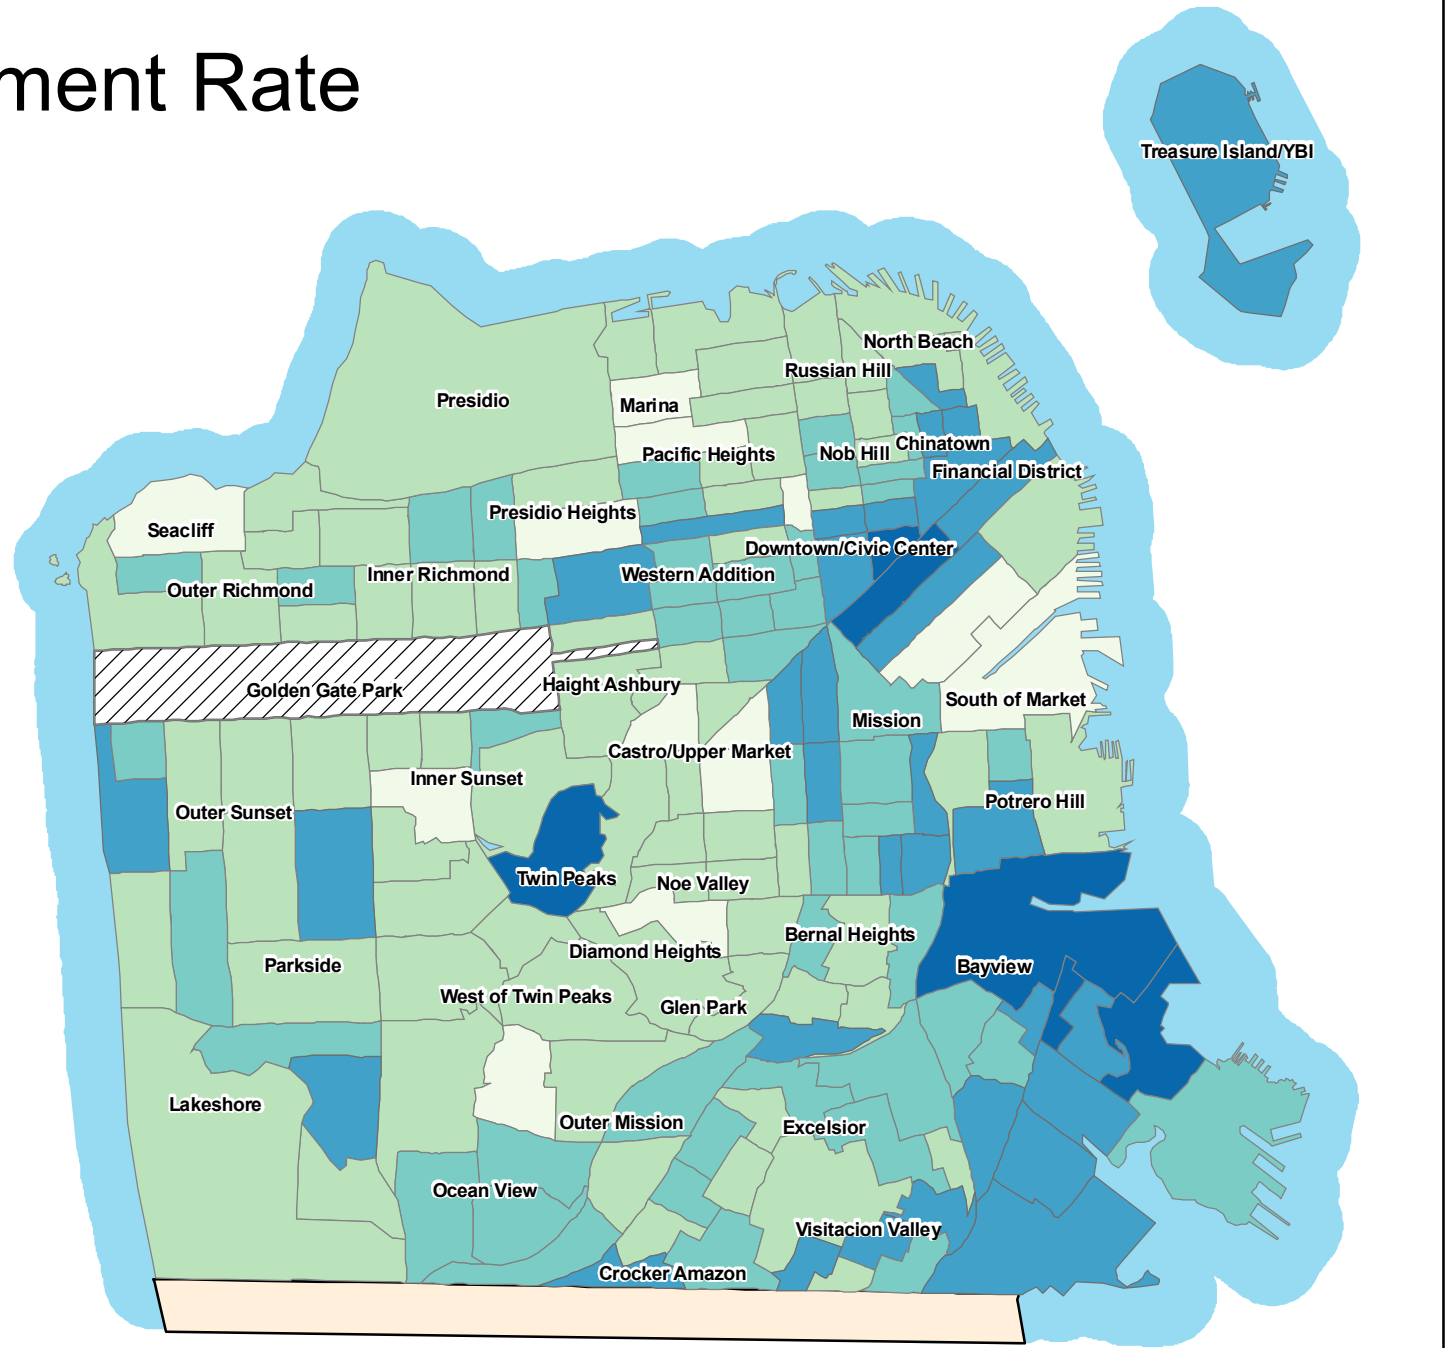 ment Rate
Treasure Island/YBI
North Beach
Russian Hill
Presidio
Marina
Chinatown
Nob Hill
Pacific Heights
Financial District
Presidio Heights
Seacliff
Downtown/Civic Center
Inner Richmond
Western Addition
Outer Richmond
Haight Ashbury
Golden Gate Park
South of Market
Mission
Castro/Upper Market
Inner Sunset
Potrero Hill
Outer Sunset
Twin Peaks
Noe Valley
Bernal Heights
Diamond Heights
Parkside
Bayview
West of Twin Peaks
Glen Park
Lakeshore
Outer Mission
Excelsior
Ocean View
Visitacion Valley
Crocker Amazon